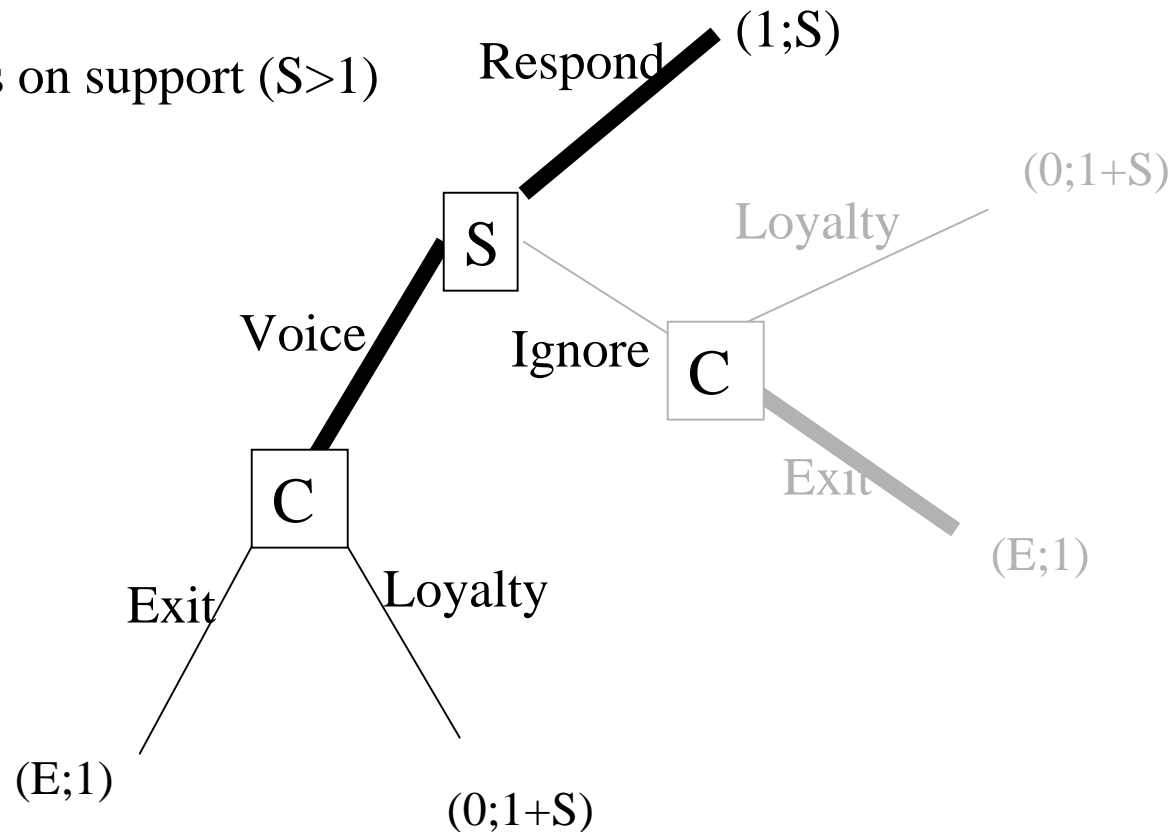 (1;S)
Respond
on support (S>1)
(0;1+S)
Loyalty
S
Voice
Ignore
C
Exit
C
(E;1)
Exit
Loyalty
(E;1)
(0;1+S)